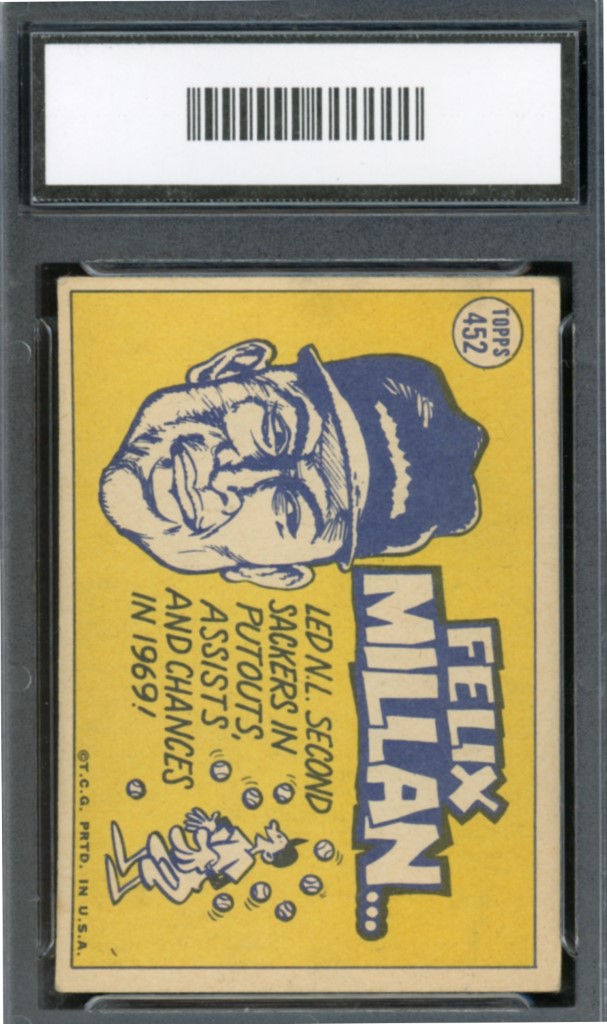 TOPPS
452
FELIX
MILLAN...
LED N.L. SECOND
SACKERS IN
PUTOUTS,
ASSISTS
AND CHANCES
IN 1969!
©T.C.G. PRTD. IN U.S.A.